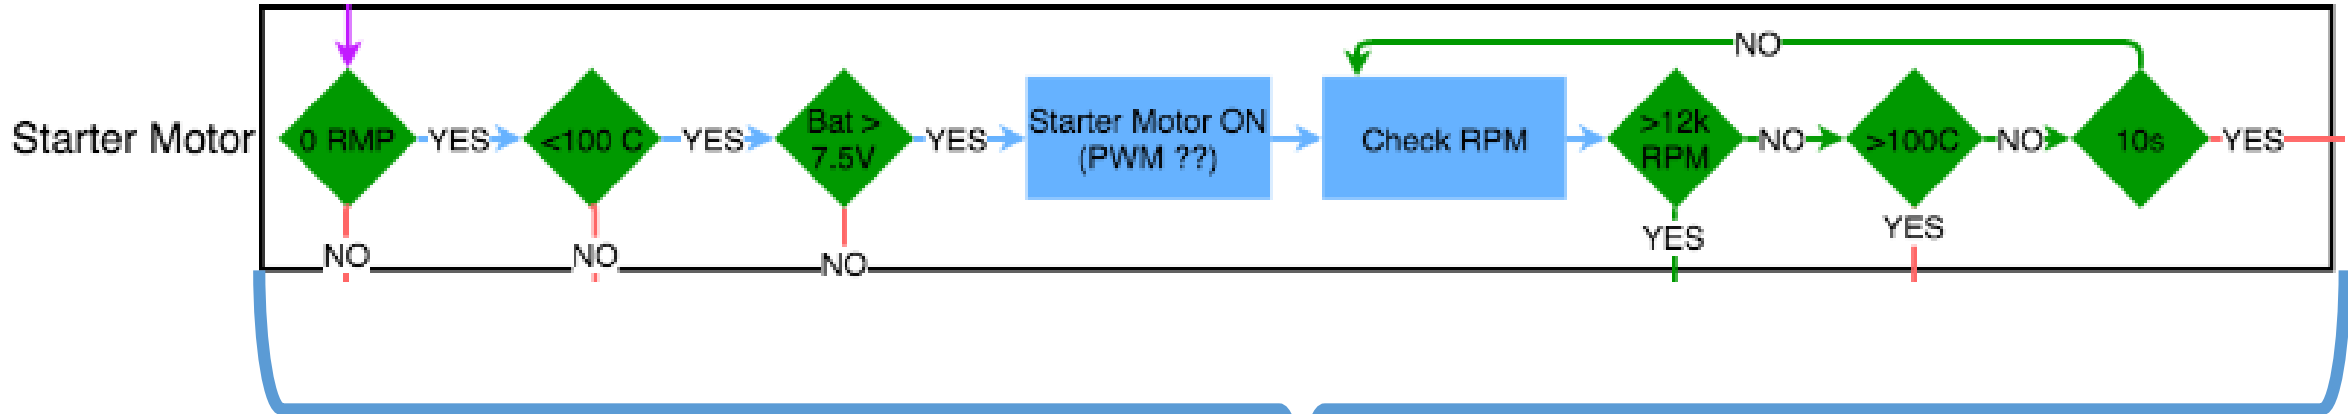 NO
Starter Motor
0 RMP
YES
<100 C
YES
Bat >
7.5V
YES
Starter Motor ON
(PWM ??)
Check RPM
>12k
RPM
NO
>100C
NO
10s
YES
NO
NO
NO
YES
YES